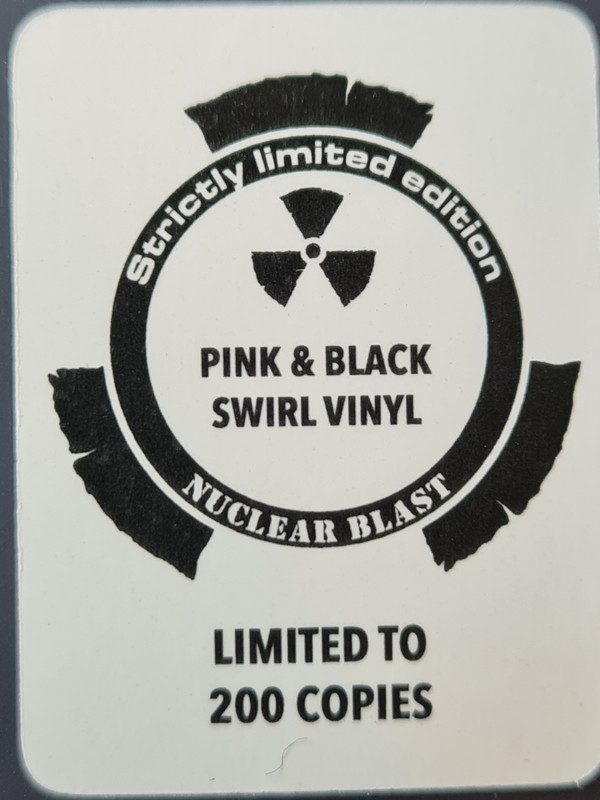 Strictly limited edition
PINK & BLACK
SWIRL VINYL
NUCLEAR BLAST
LIMITED TO
200 COPIES